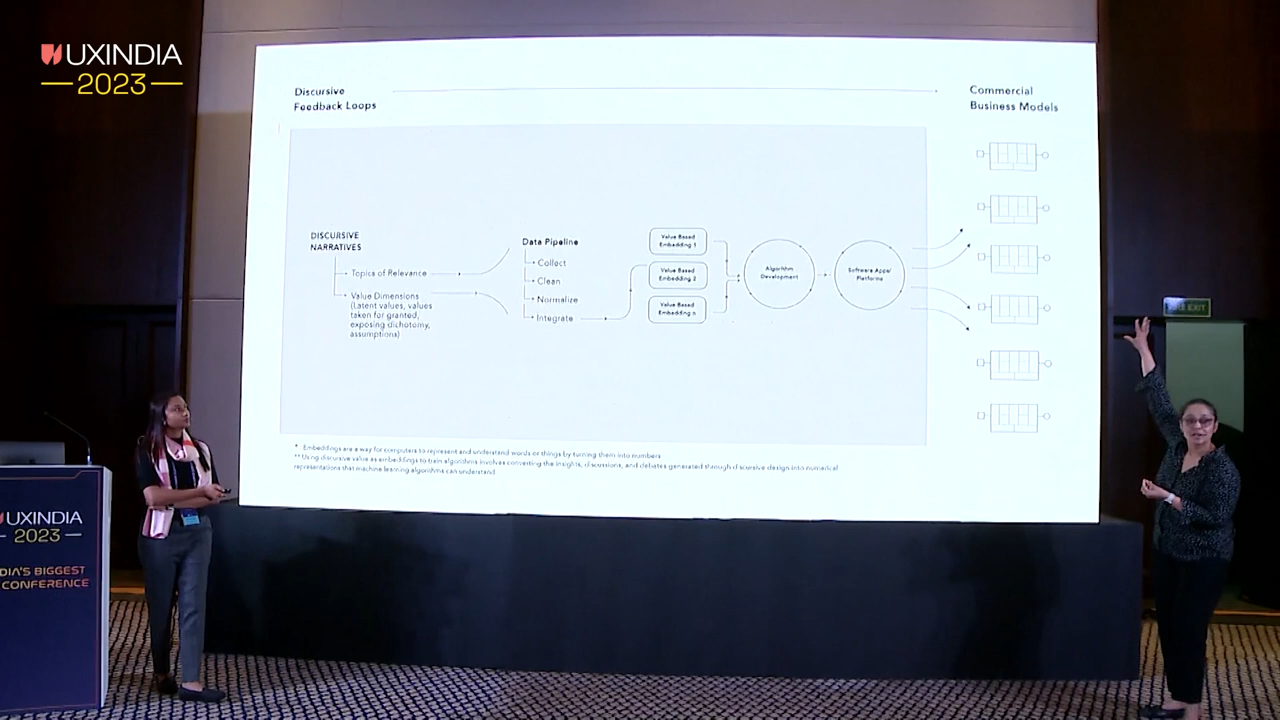 UXINDIA
2023
Discursive
Feedback Loops
Commercial
Business Models
DISCURSIVE
NARRATIVES
Topics of Relevance
Value Dimensions
(Latent values, values
taken for granted,
exposing dichotomy,
assumptions)
Data Pipeline
Collect
Clean
Normalize
Integrate
Value Based
Embedding 1
Value Based
Embedding 2
Value Based
Embedding n
Algorithm
Development
Software Apps/
Platforms
* Embeddings are a way for computers to represent and understand words or things by turning them into numbers
** Using discursive value as embeddings to train algorithms involves converting the insights, discussions, and debates generated through discursive design into numerical
representations that machine learning algorithms can understand
EXIT
UXINDIA
2023
DIA'S BIGGEST
CONFERENCE